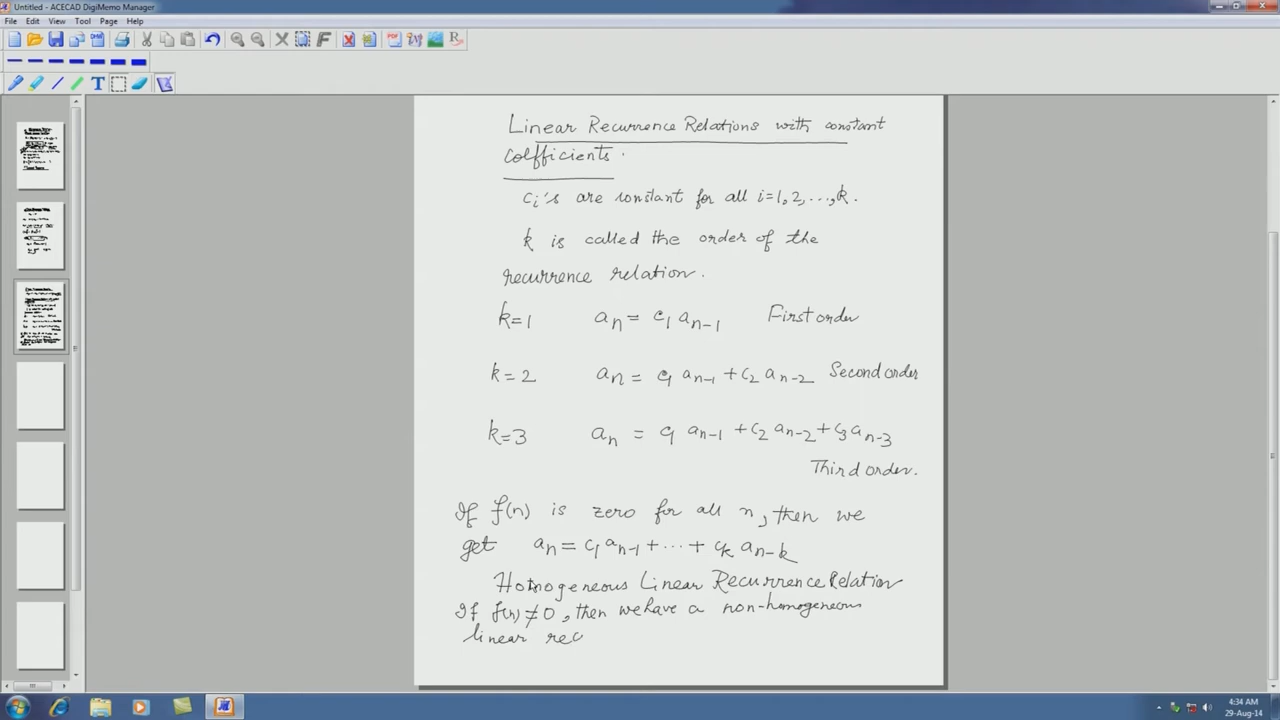 Untitled - ACECAD DigiMemo Manager
File Edit View Tool Page Help
Linear Recurrence Relations with constant
coefficients.
cᵢ's are constant for all i=1,2,...,k.
k is called the order of the
recurrence relation.
k=1 aₙ = c₁ aₙ₋₁ First order
k=2 aₙ = c₁ aₙ₋₁ + c₂ aₙ₋₂ Second order
k=3 aₙ = c₁ aₙ₋₁ + c₂ aₙ₋₂ + c₃ aₙ₋₃
Third order.
If f(n) is zero for all n, then we
get aₙ = c₁ aₙ₋₁ + ... + cₖ aₙ₋ₖ
Homogeneous Linear Recurrence Relation
If f(n) ≠ 0, then we have a non-homogeneous
linear rec
4:34 AM
29-Aug-14